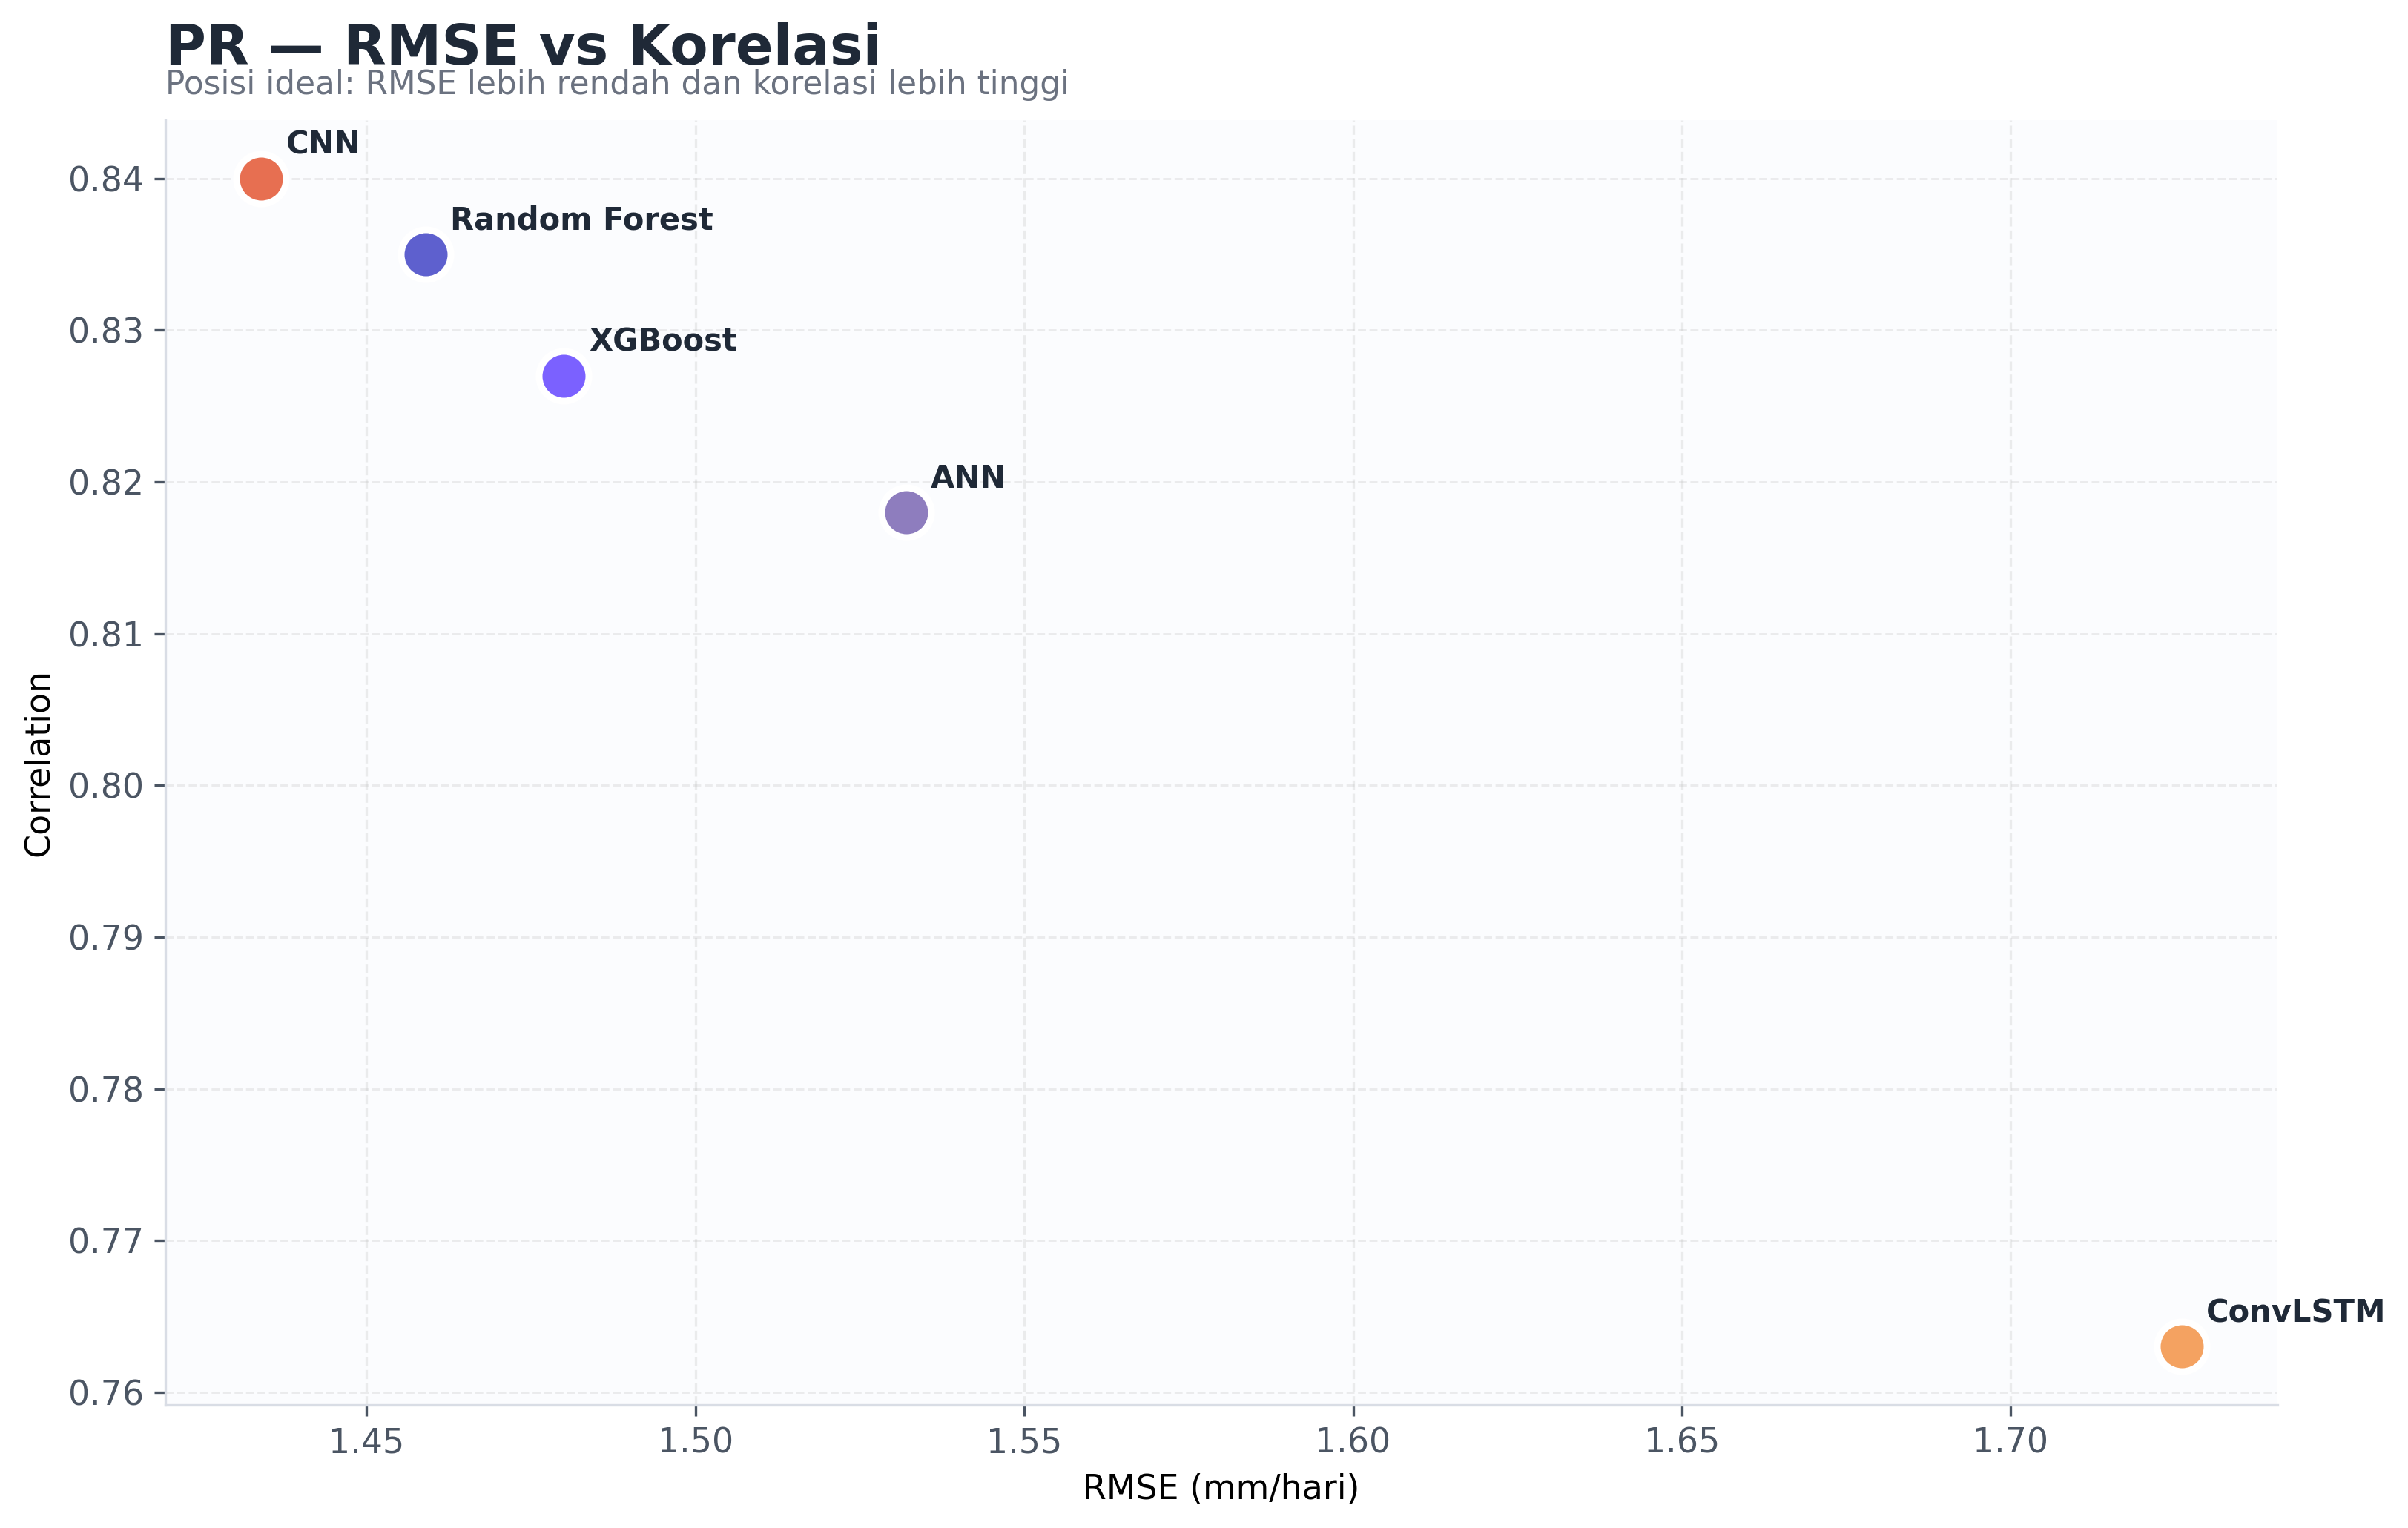 PR — RMSE vs Korelasi
Posisi ideal: RMSE lebih rendah dan korelasi lebih tinggi
CNN
0.84
Random Forest
0.83
XGBoost
ANN
0.82
0.81
Correlation
0.80
0.79
0.78
0.77
ConvLSTM
0.76
1.45 1.50 1.55 1.60 1.65 1.70
RMSE (mm/hari)